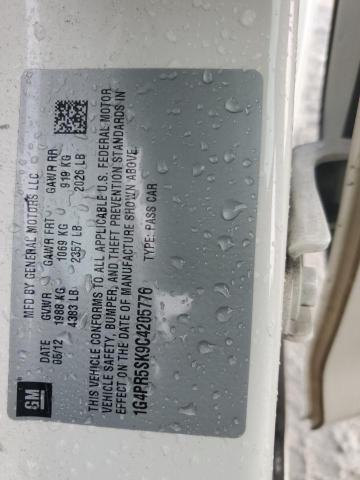 MFD BY GENERAL MOTORS LLC
DATE GVWR GAWR FRT GAWR RR
05/12 1988 KG 1069 KG 919 KG
4383 LB 2357 LB 2026 LB
THIS VEHICLE CONFORMS TO ALL APPLICABLE U.S. FEDERAL MOTOR
VEHICLE SAFETY, BUMPER, AND THEFT PREVENTION STANDARDS IN
EFFECT ON THE DATE OF MANUFACTURE SHOWN ABOVE.
1G4PR5SK9C4205776 TYPE: PASS CAR
GM